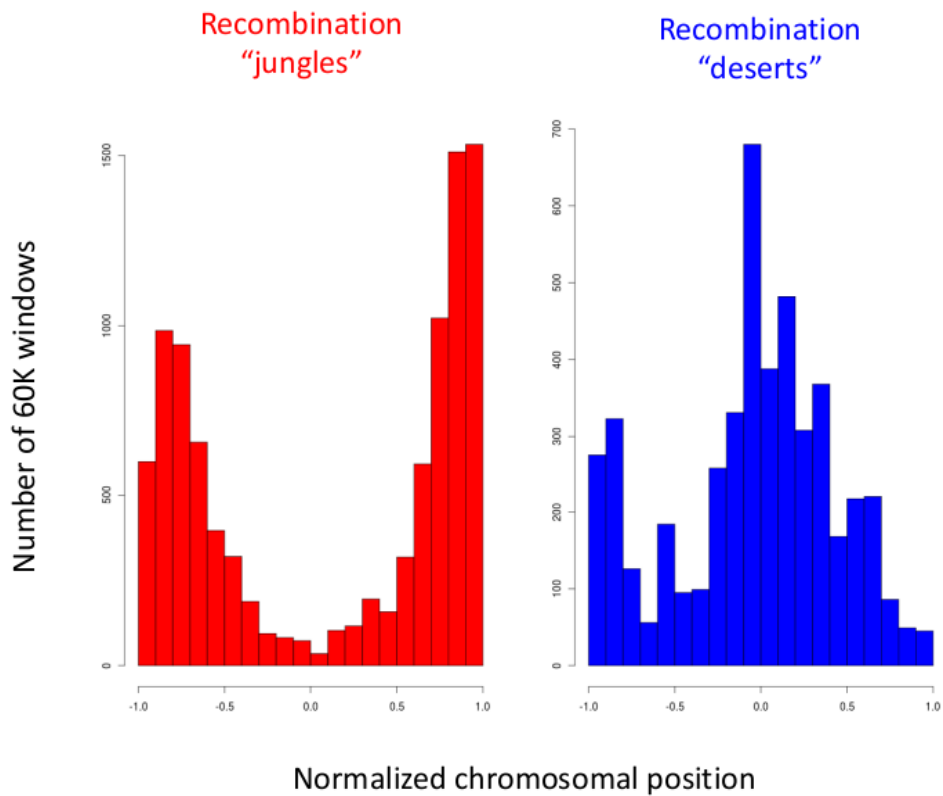 Recombination
“jungles”
Recombination
“deserts”
Number of 60K windows
1500
1000
500
0
-1.0 -0.5 0.0 0.5 1.0
700
600
500
400
300
200
100
0
-1.0 -0.5 0.0 0.5 1.0
Normalized chromosomal position